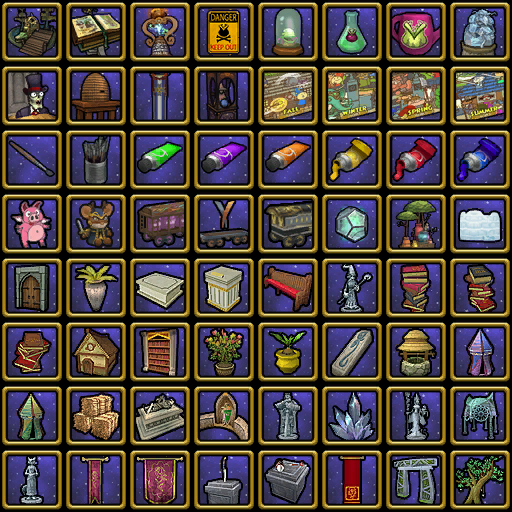 DANGER
KEEP OUT
FALL
WINTER
SPRING
SUMMER